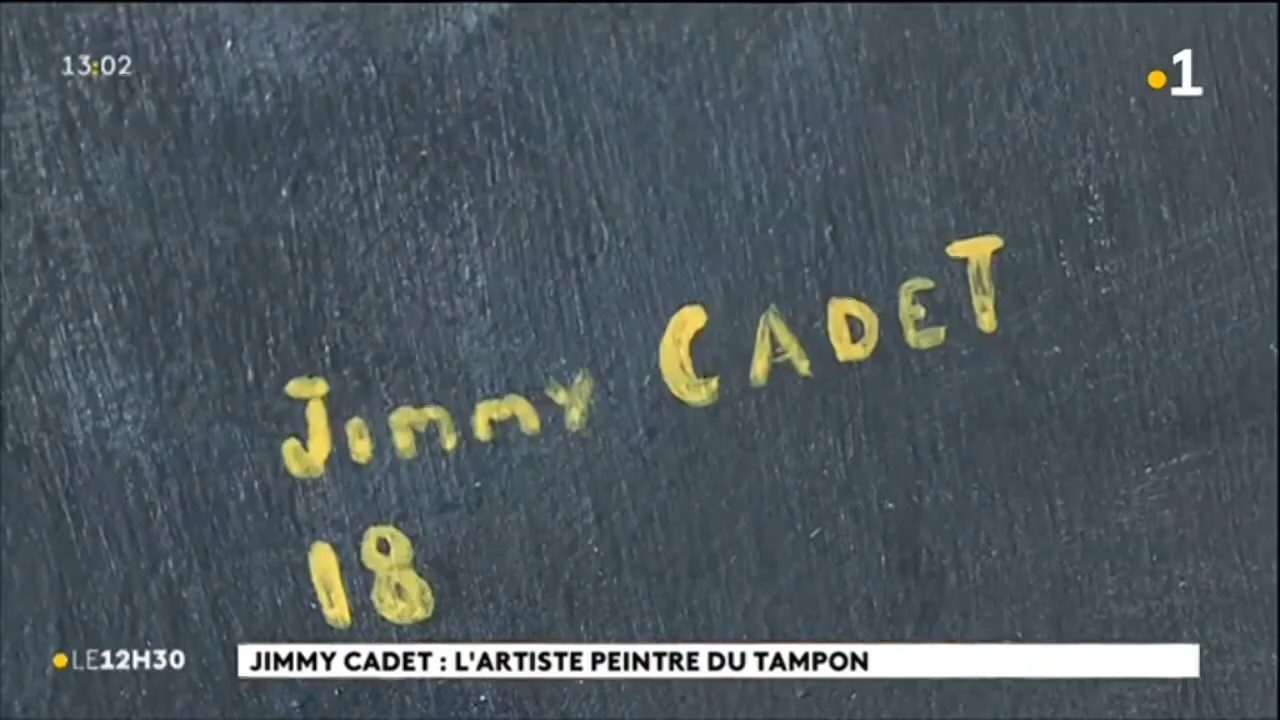 13:02
1
Jimmy CADET
18
LE12H30
JIMMY CADET : L'ARTISTE PEINTRE DU TAMPON